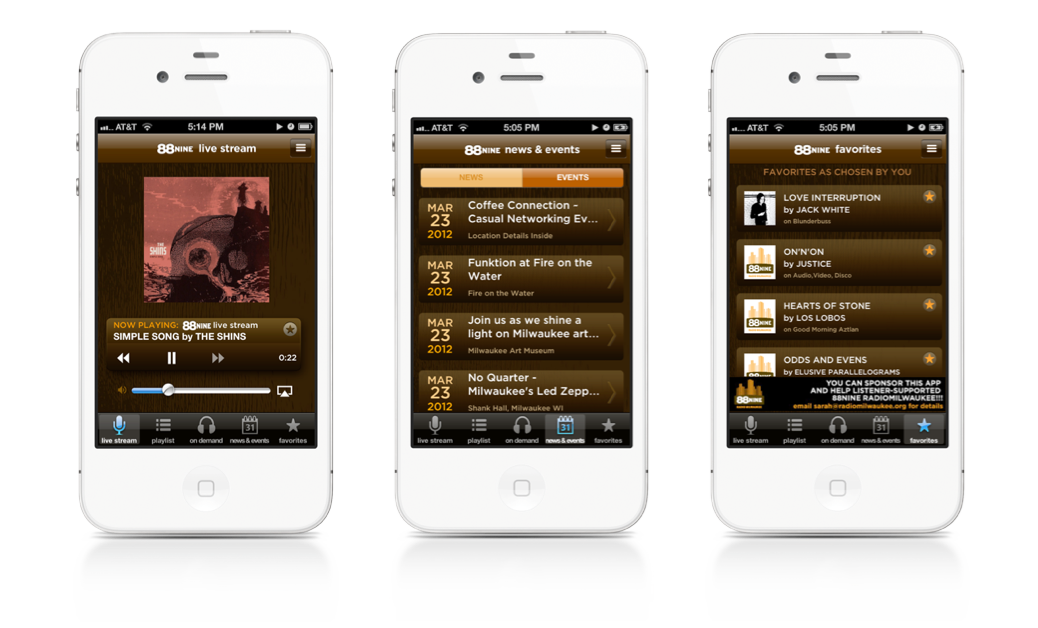 AT&T 5:14 PM
88NINE live stream
THE
SHINS
NOW PLAYING: 88NINE live stream
SIMPLE SONG by THE SHINS
0:22
live stream playlist on demand 31 news & events favorites
AT&T 5:05 PM
88NINE news & events
NEWS EVENTS
MAR
23
2012
Coffee Connection -
Casual Networking Ev...
Location Details Inside
MAR
23
2012
Funktion at Fire on the
Water
Fire on the Water
MAR
23
2012
Join us as we shine a
light on Milwaukee art...
Milwaukee Art Museum
MAR
23
2012
No Quarter -
Milwaukee's Led Zepp...
Shank Hall, Milwaukee WI
live stream playlist on demand 31 news & events favorites
AT&T 5:05 PM
88NINE favorites
FAVORITES AS CHOSEN BY YOU
LOVE INTERRUPTION
by JACK WHITE
on Blunderbuss
88NINE
ON'N'ON
by JUSTICE
on Audio,Video, Disco
88NINE
HEARTS OF STONE
by LOS LOBOS
on Good Morning Aztlan
ODDS AND EVENS
by ELUSIVE PARALLELOGRAMS
88NINE
YOU CAN SPONSOR THIS APP
AND HELP LISTENER-SUPPORTED
88NINE RADIOMILWAUKEE!!!
email sarah@radiomilwaukee.org for details
live stream playlist on demand 31 news & events favorites